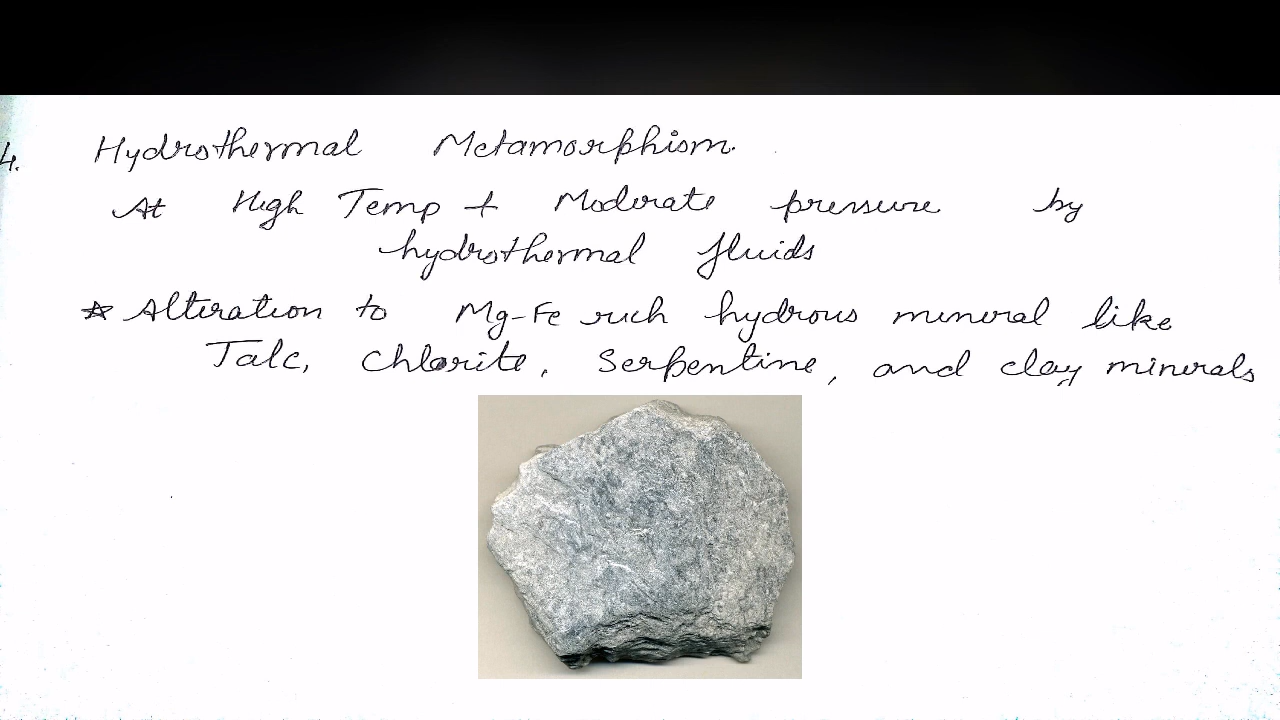 4. Hydrothermal Metamorphism.
At High Temp + Moderate pressure by
hydrothermal fluids
☆ Alteration to Mg-Fe rich hydrous mineral like
Talc, Chlorite, Serpentine, and clay minerals